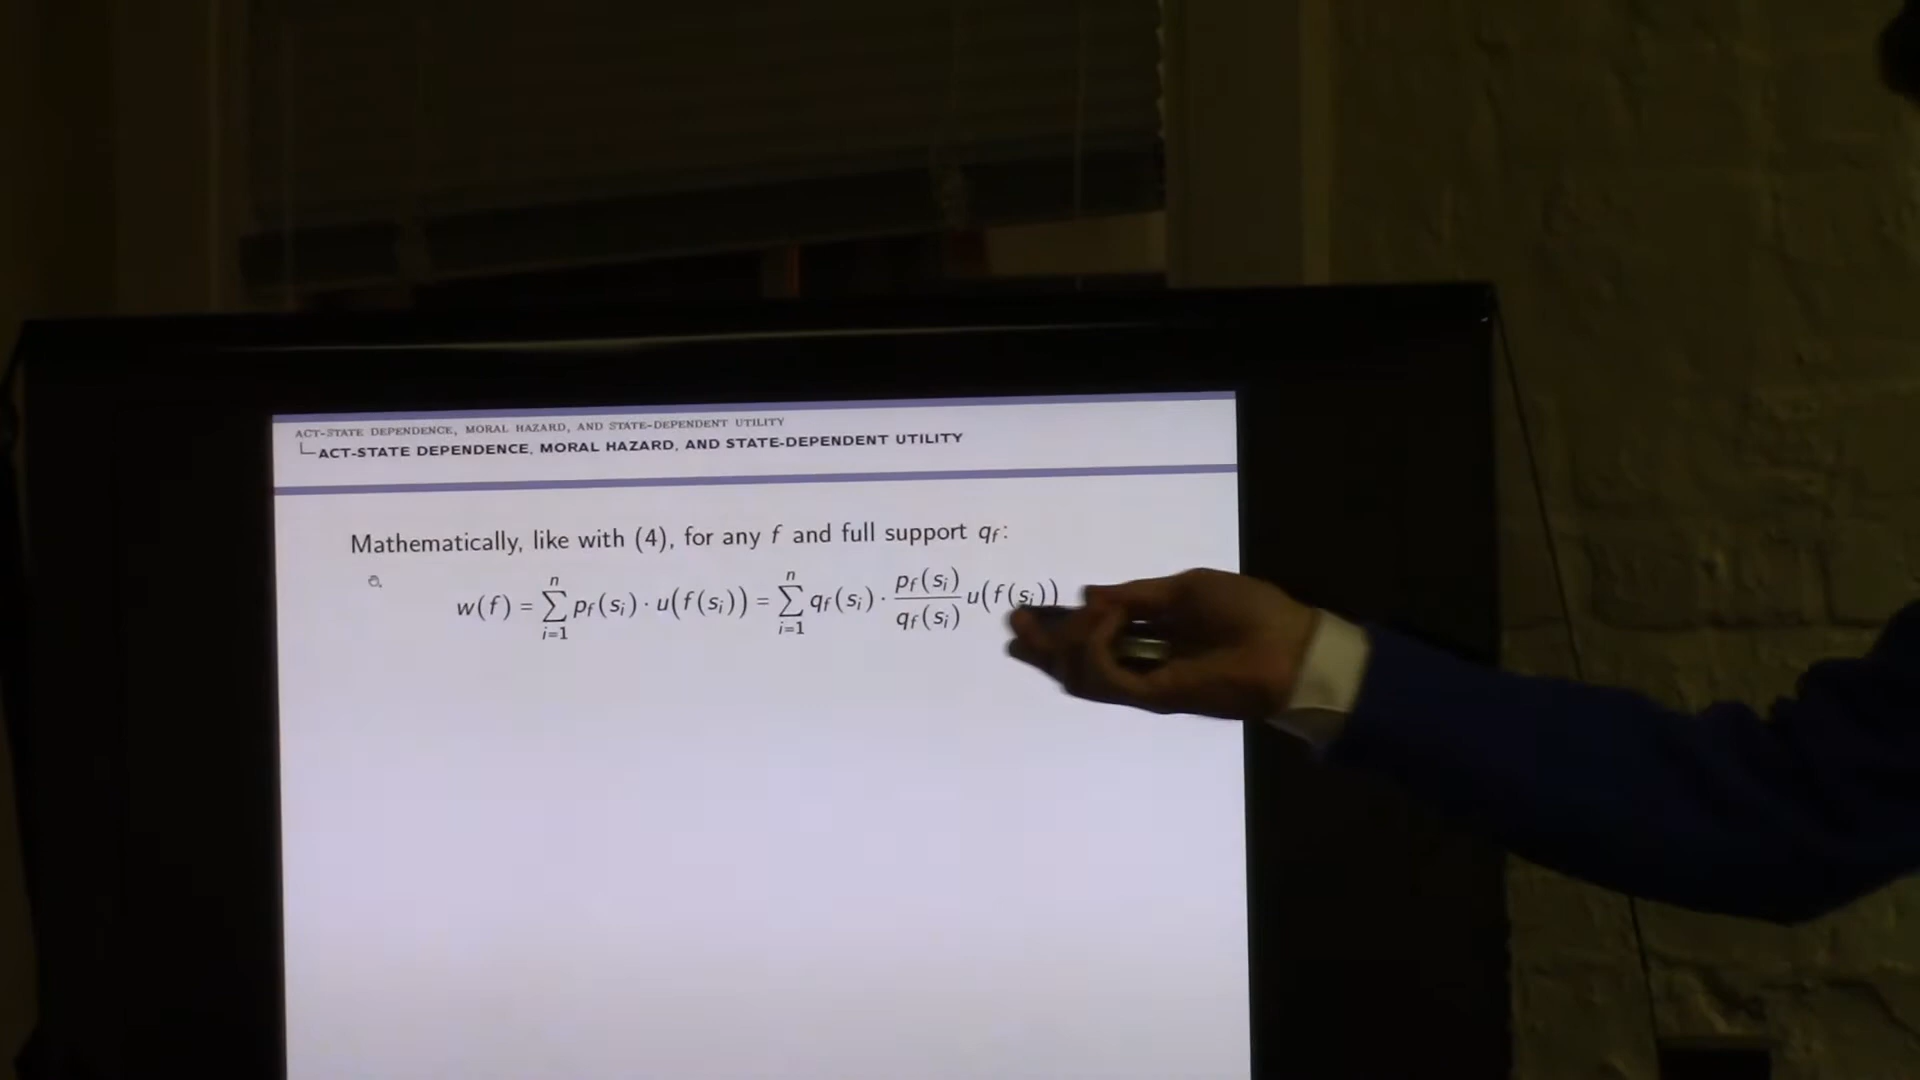 ACT-STATE DEPENDENCE, MORAL HAZARD, AND STATE-DEPENDENT UTILITY
ACT-STATE DEPENDENCE, MORAL HAZARD, AND STATE-DEPENDENT UTILITY
Mathematically, like with (4), for any f and full support q_f:
w(f) = ∑_{i=1}^{n} p_f(s_i) · u(f(s_i)) = ∑_{i=1}^{n} q_f(s_i) · \frac{p_f(s_i)}{q_f(s_i)} u(f(s_i))